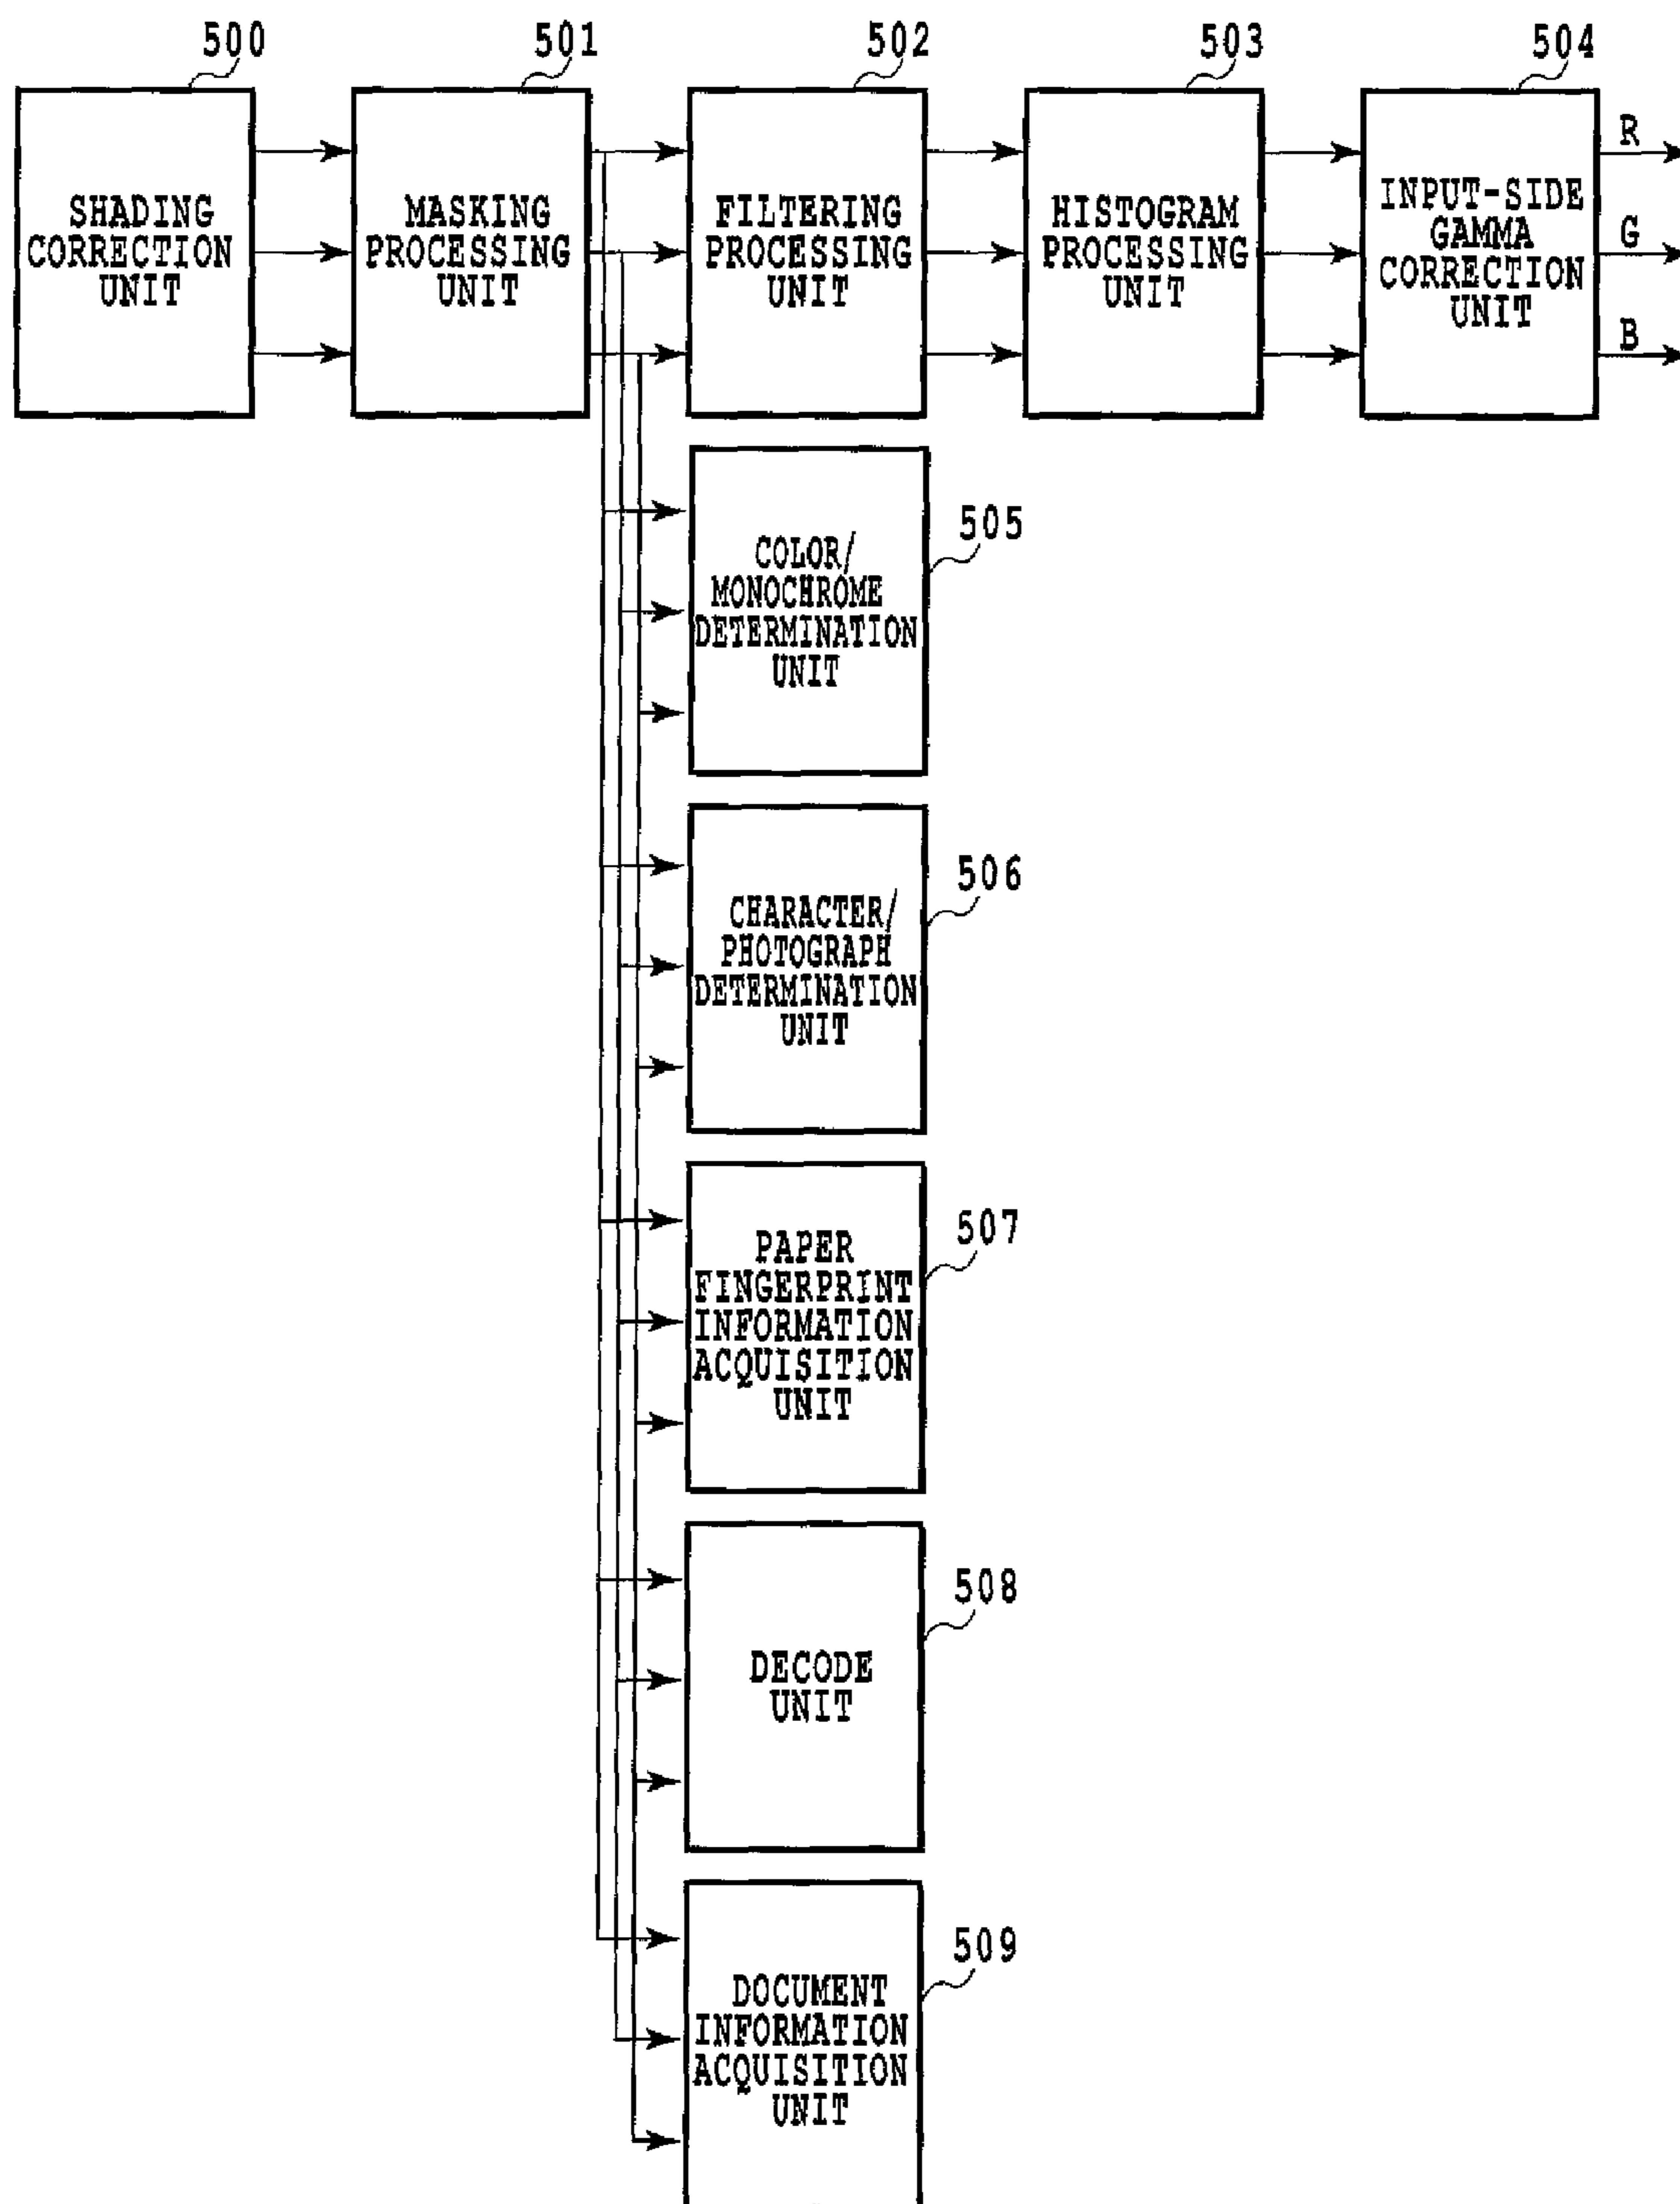 500
501
502
503
504
SHADING
CORRECTION
UNIT
MASKING
PROCESSING
UNIT
FILTERING
PROCESSING
UNIT
HISTOGRAM
PROCESSING
UNIT
INPUT-SIDE
GAMMA
CORRECTION
UNIT
R
G
B
505
COLOR/
MONOCHROME
DETERMINATION
UNIT
506
CHARACTER/
PHOTOGRAPH
DETERMINATION
UNIT
507
PAPER
FINGERPRINT
INFORMATION
ACQUISITION
UNIT
508
DECODE
UNIT
509
DOCUMENT
INFORMATION
ACQUISITION
UNIT